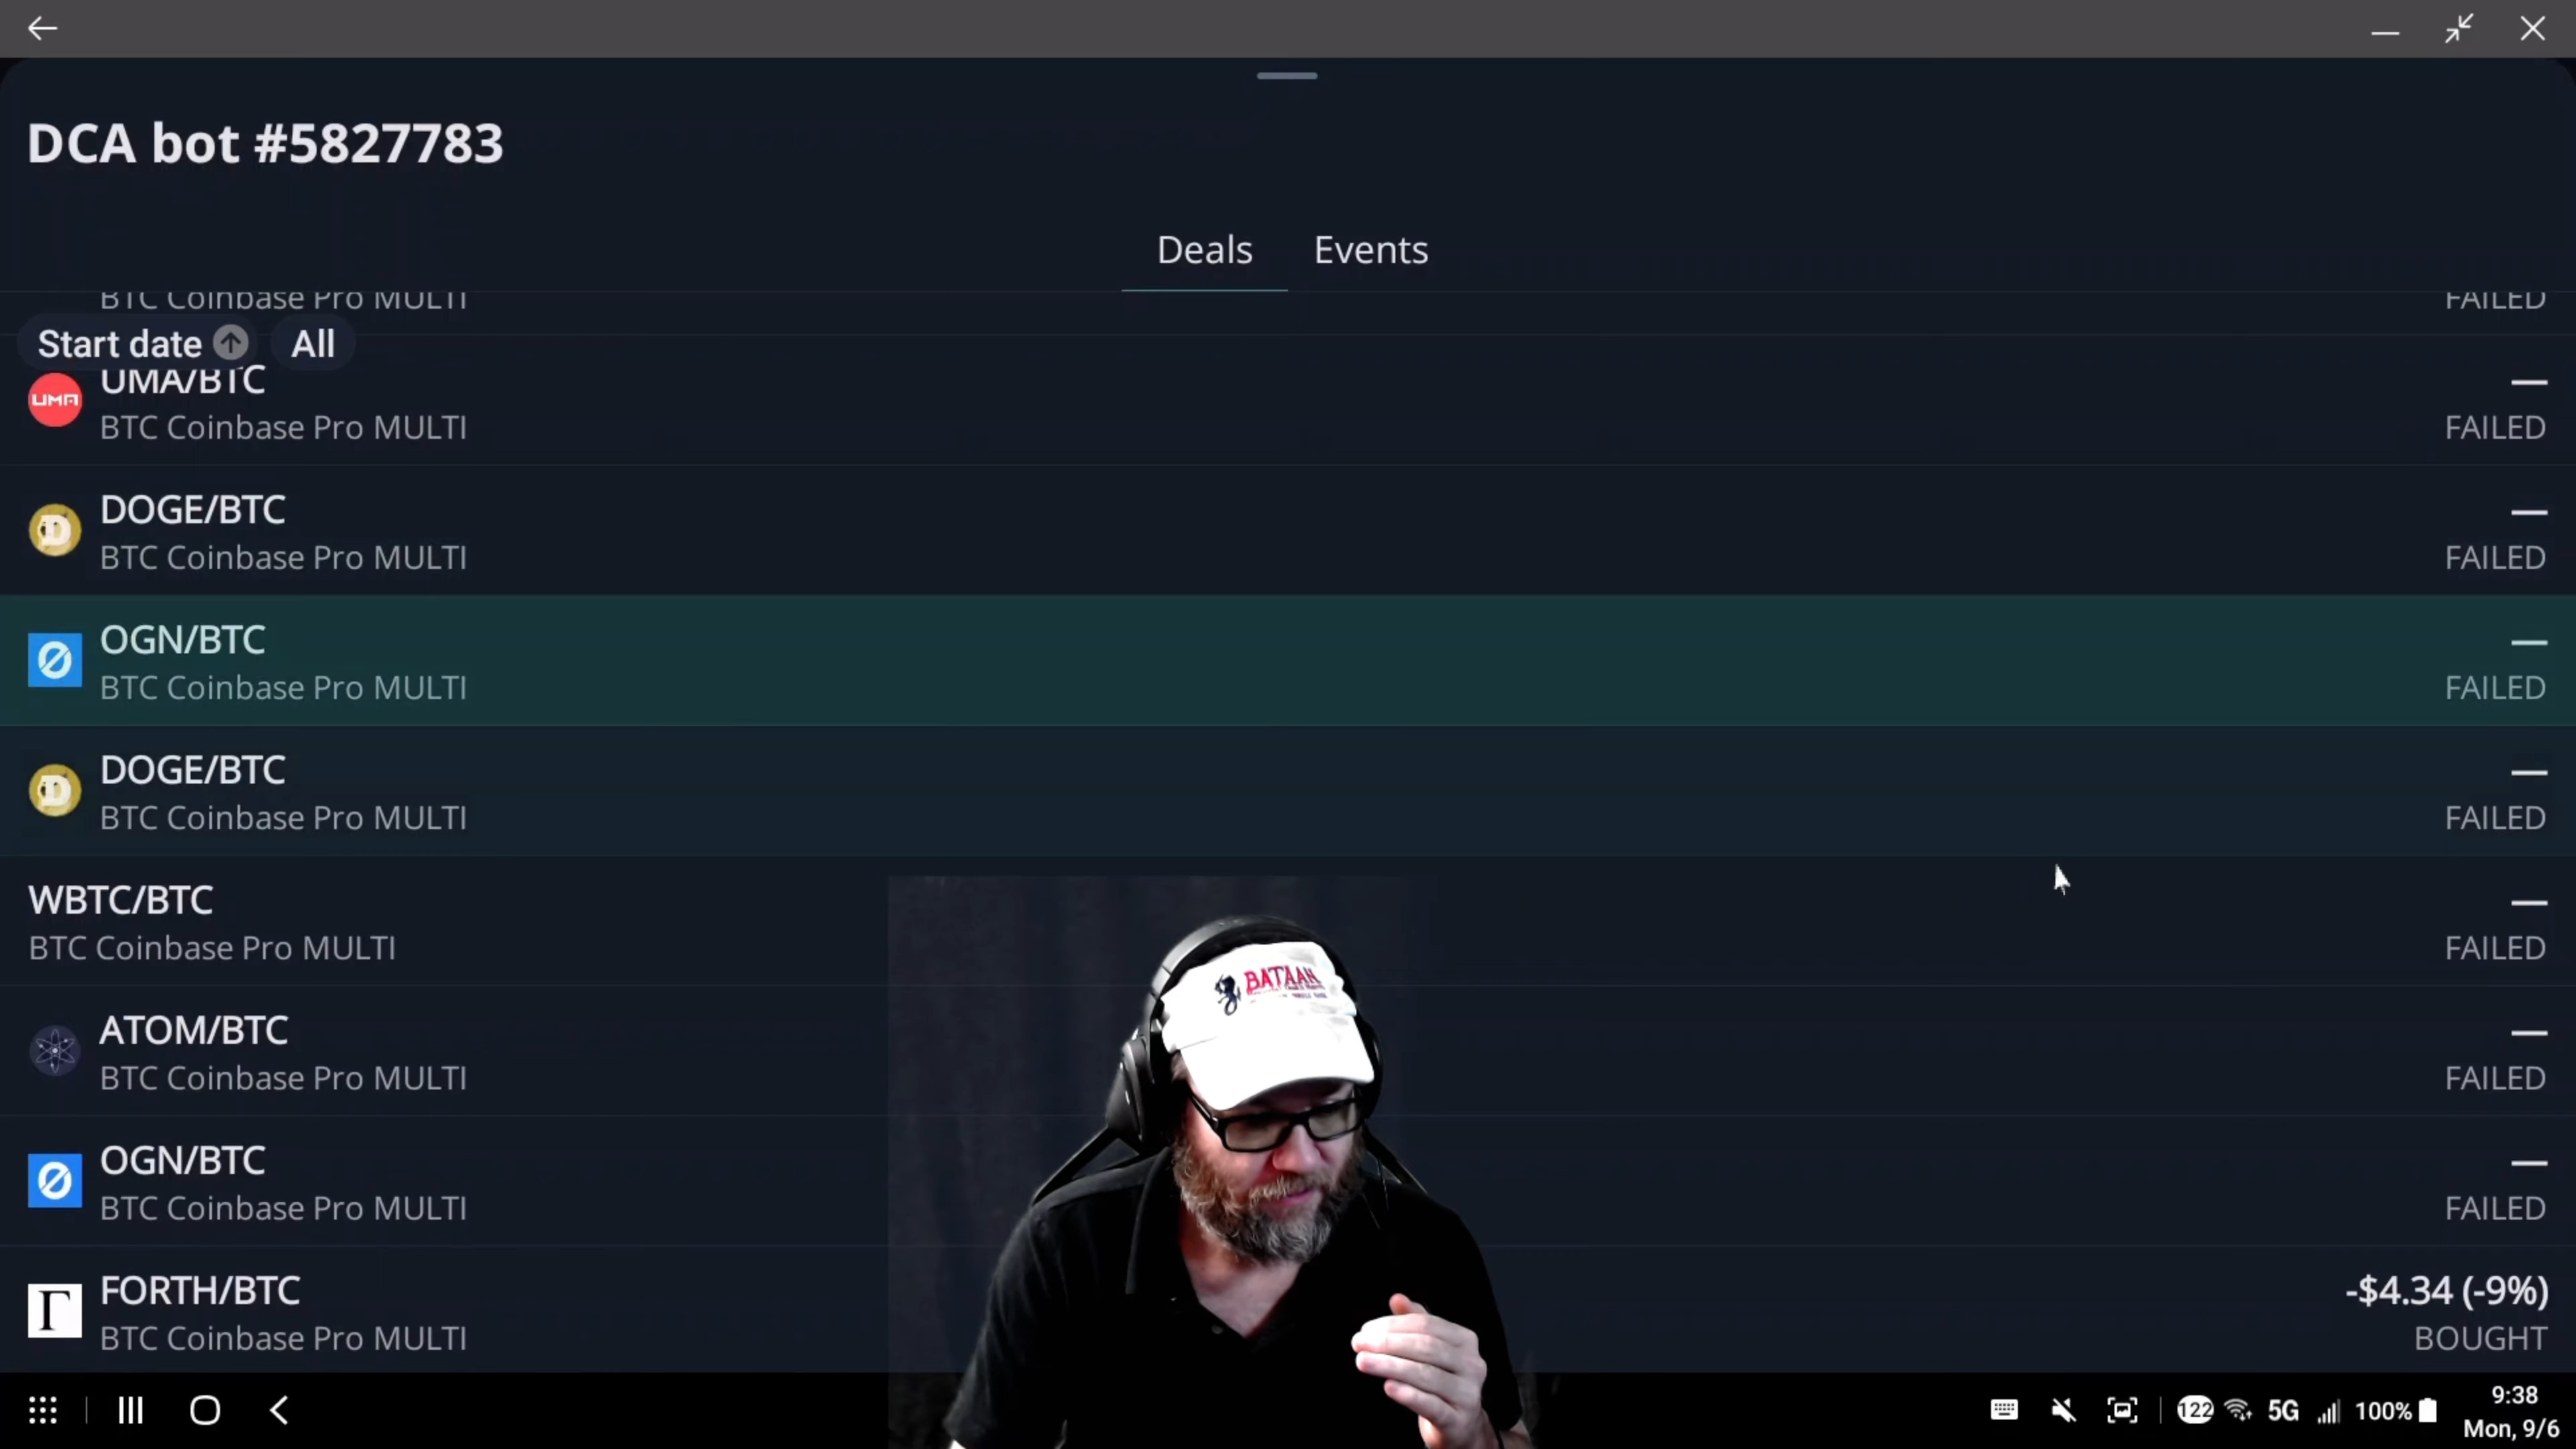 DCA bot #5827783
Deals Events
BTC Coinbase Pro MULTI FAILED
Start date All
UMA/BTC —
UMA
BTC Coinbase Pro MULTI FAILED
DOGE/BTC —
BTC Coinbase Pro MULTI FAILED
OGN/BTC —
BTC Coinbase Pro MULTI FAILED
DOGE/BTC —
BTC Coinbase Pro MULTI FAILED
WBTC/BTC —
BTC Coinbase Pro MULTI FAILED
BATAAN
ATOM/BTC —
BTC Coinbase Pro MULTI FAILED
OGN/BTC —
BTC Coinbase Pro MULTI FAILED
FORTH/BTC -$4.34 (-9%)
BTC Coinbase Pro MULTI BOUGHT
122 5G 100% 9:38
Mon, 9/6